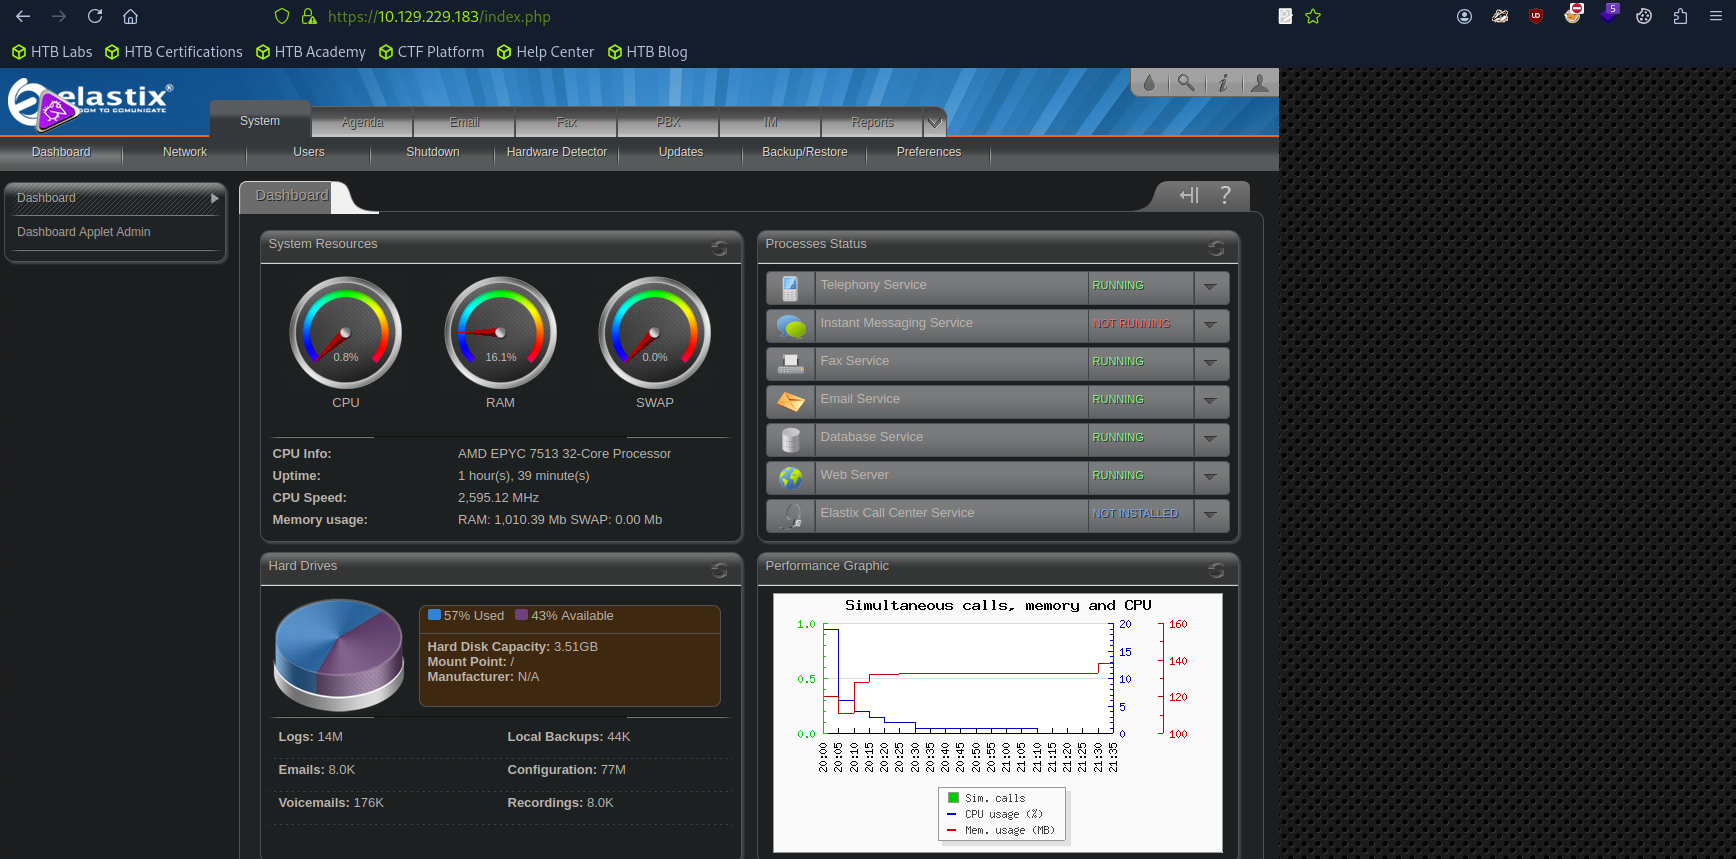 https://10.129.229.183/index.php
5
HTB Labs HTB Certifications HTB Academy CTF Platform Help Center HTB Blog
elastix®
System Agenda Email Fax PBX IM Reports
Dashboard Network Users Shutdown Hardware Detector Updates Backup/Restore Preferences
Dashboard
Dashboard Applet Admin
Dashboard
?
System Resources
0.8% 16.1% 0.0%
CPU RAM SWAP
CPU Info: AMD EPYC 7513 32-Core Processor
Uptime: 1 hour(s), 39 minute(s)
CPU Speed: 2,595.12 MHz
Memory usage: RAM: 1,010.39 Mb SWAP: 0.00 Mb
Processes Status
Telephony Service RUNNING
Instant Messaging Service NOT RUNNING
Fax Service RUNNING
Email Service RUNNING
Database Service RUNNING
Web Server RUNNING
Elastix Call Center Service NOT INSTALLED
Hard Drives
57% Used 43% Available
Hard Disk Capacity: 3.51GB
Mount Point: /
Manufacturer: N/A
Logs: 14M Local Backups: 44K
Emails: 8.0K Configuration: 77M
Voicemails: 176K Recordings: 8.0K
Performance Graphic
Simultaneous calls, memory and CPU
1.0 20 160
15
140
0.5 10
120
5
0.0 0 100
20:00 20:05 20:10 20:15 20:20 20:25 20:30 20:35 20:40 20:45 20:50 20:55 21:00 21:05 21:10 21:15 21:20 21:25 21:30 21:35
Sim. calls
CPU usage (%)
Mem. usage (MB)